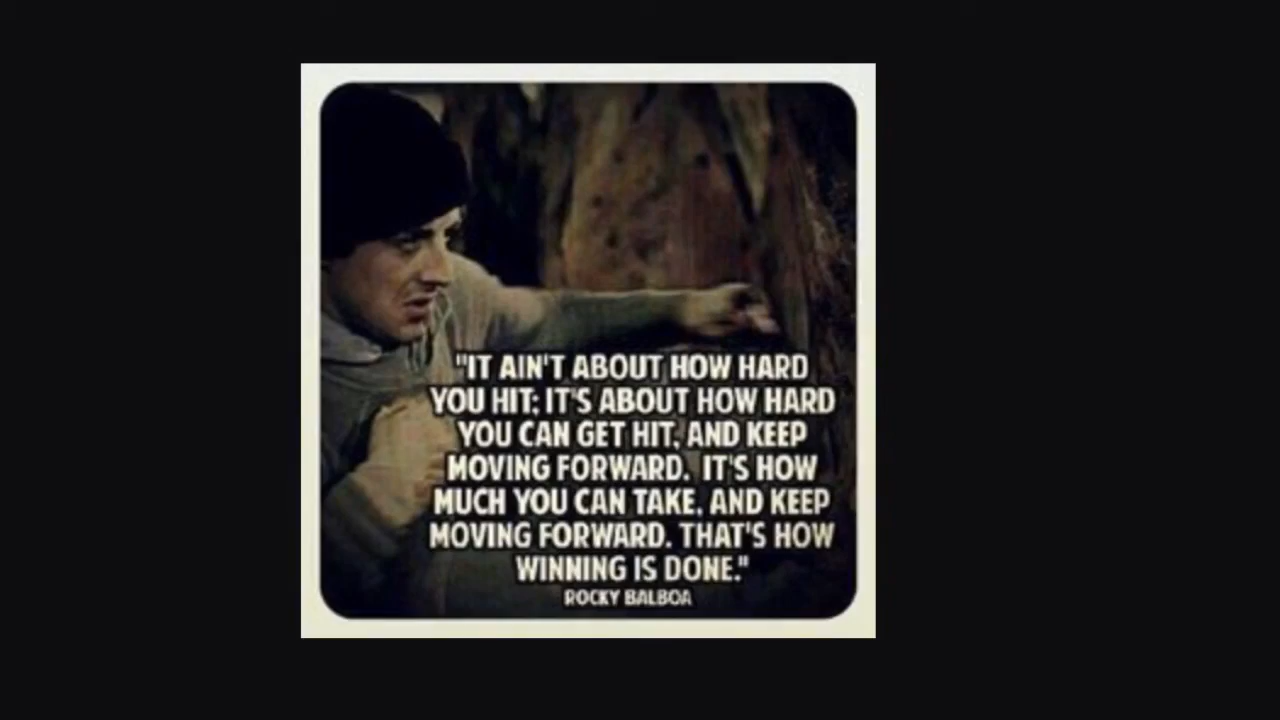 "IT AIN'T ABOUT HOW HARD
YOU HIT; IT'S ABOUT HOW HARD
YOU CAN GET HIT, AND KEEP
MOVING FORWARD. IT'S HOW
MUCH YOU CAN TAKE, AND KEEP
MOVING FORWARD. THAT'S HOW
WINNING IS DONE."
ROCKY BALBOA